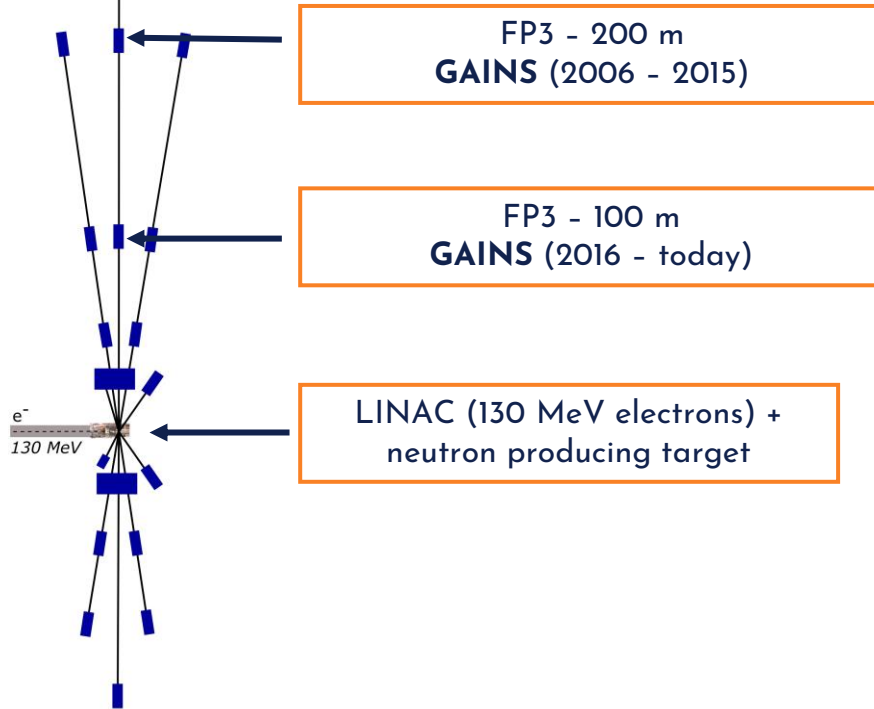 FP3 – 200 m
GAINS (2006 – 2015)
FP3 – 100 m
GAINS (2016 – today)
e⁻
130 MeV
LINAC (130 MeV electrons) +
neutron producing target